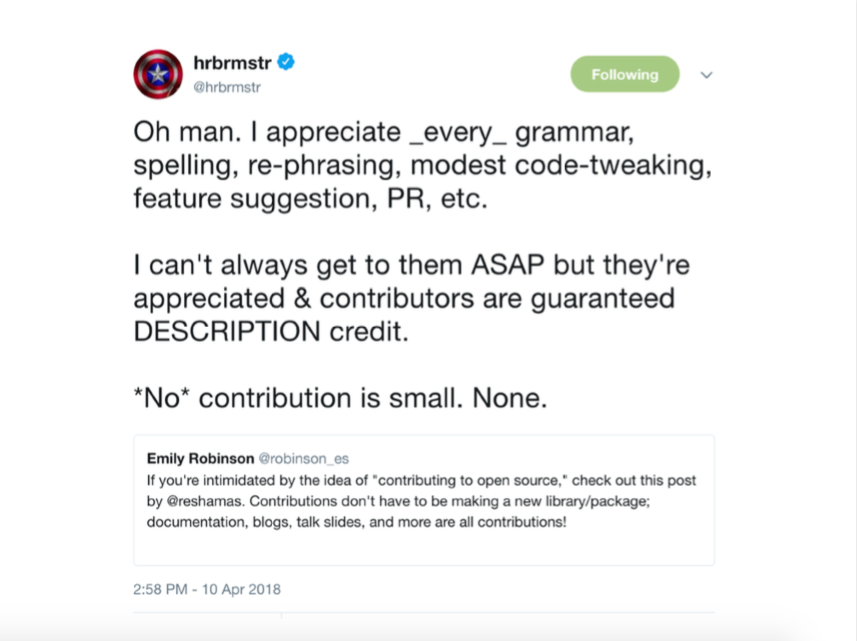 hrbrmstr
@hrbrmstr
Following
Oh man. I appreciate _every_ grammar,
spelling, re-phrasing, modest code-tweaking,
feature suggestion, PR, etc.
I can't always get to them ASAP but they're
appreciated & contributors are guaranteed
DESCRIPTION credit.
*No* contribution is small. None.
Emily Robinson @robinson_es
If you're intimidated by the idea of "contributing to open source," check out this post
by @reshamas. Contributions don't have to be making a new library/package;
documentation, blogs, talk slides, and more are all contributions!
2:58 PM - 10 Apr 2018